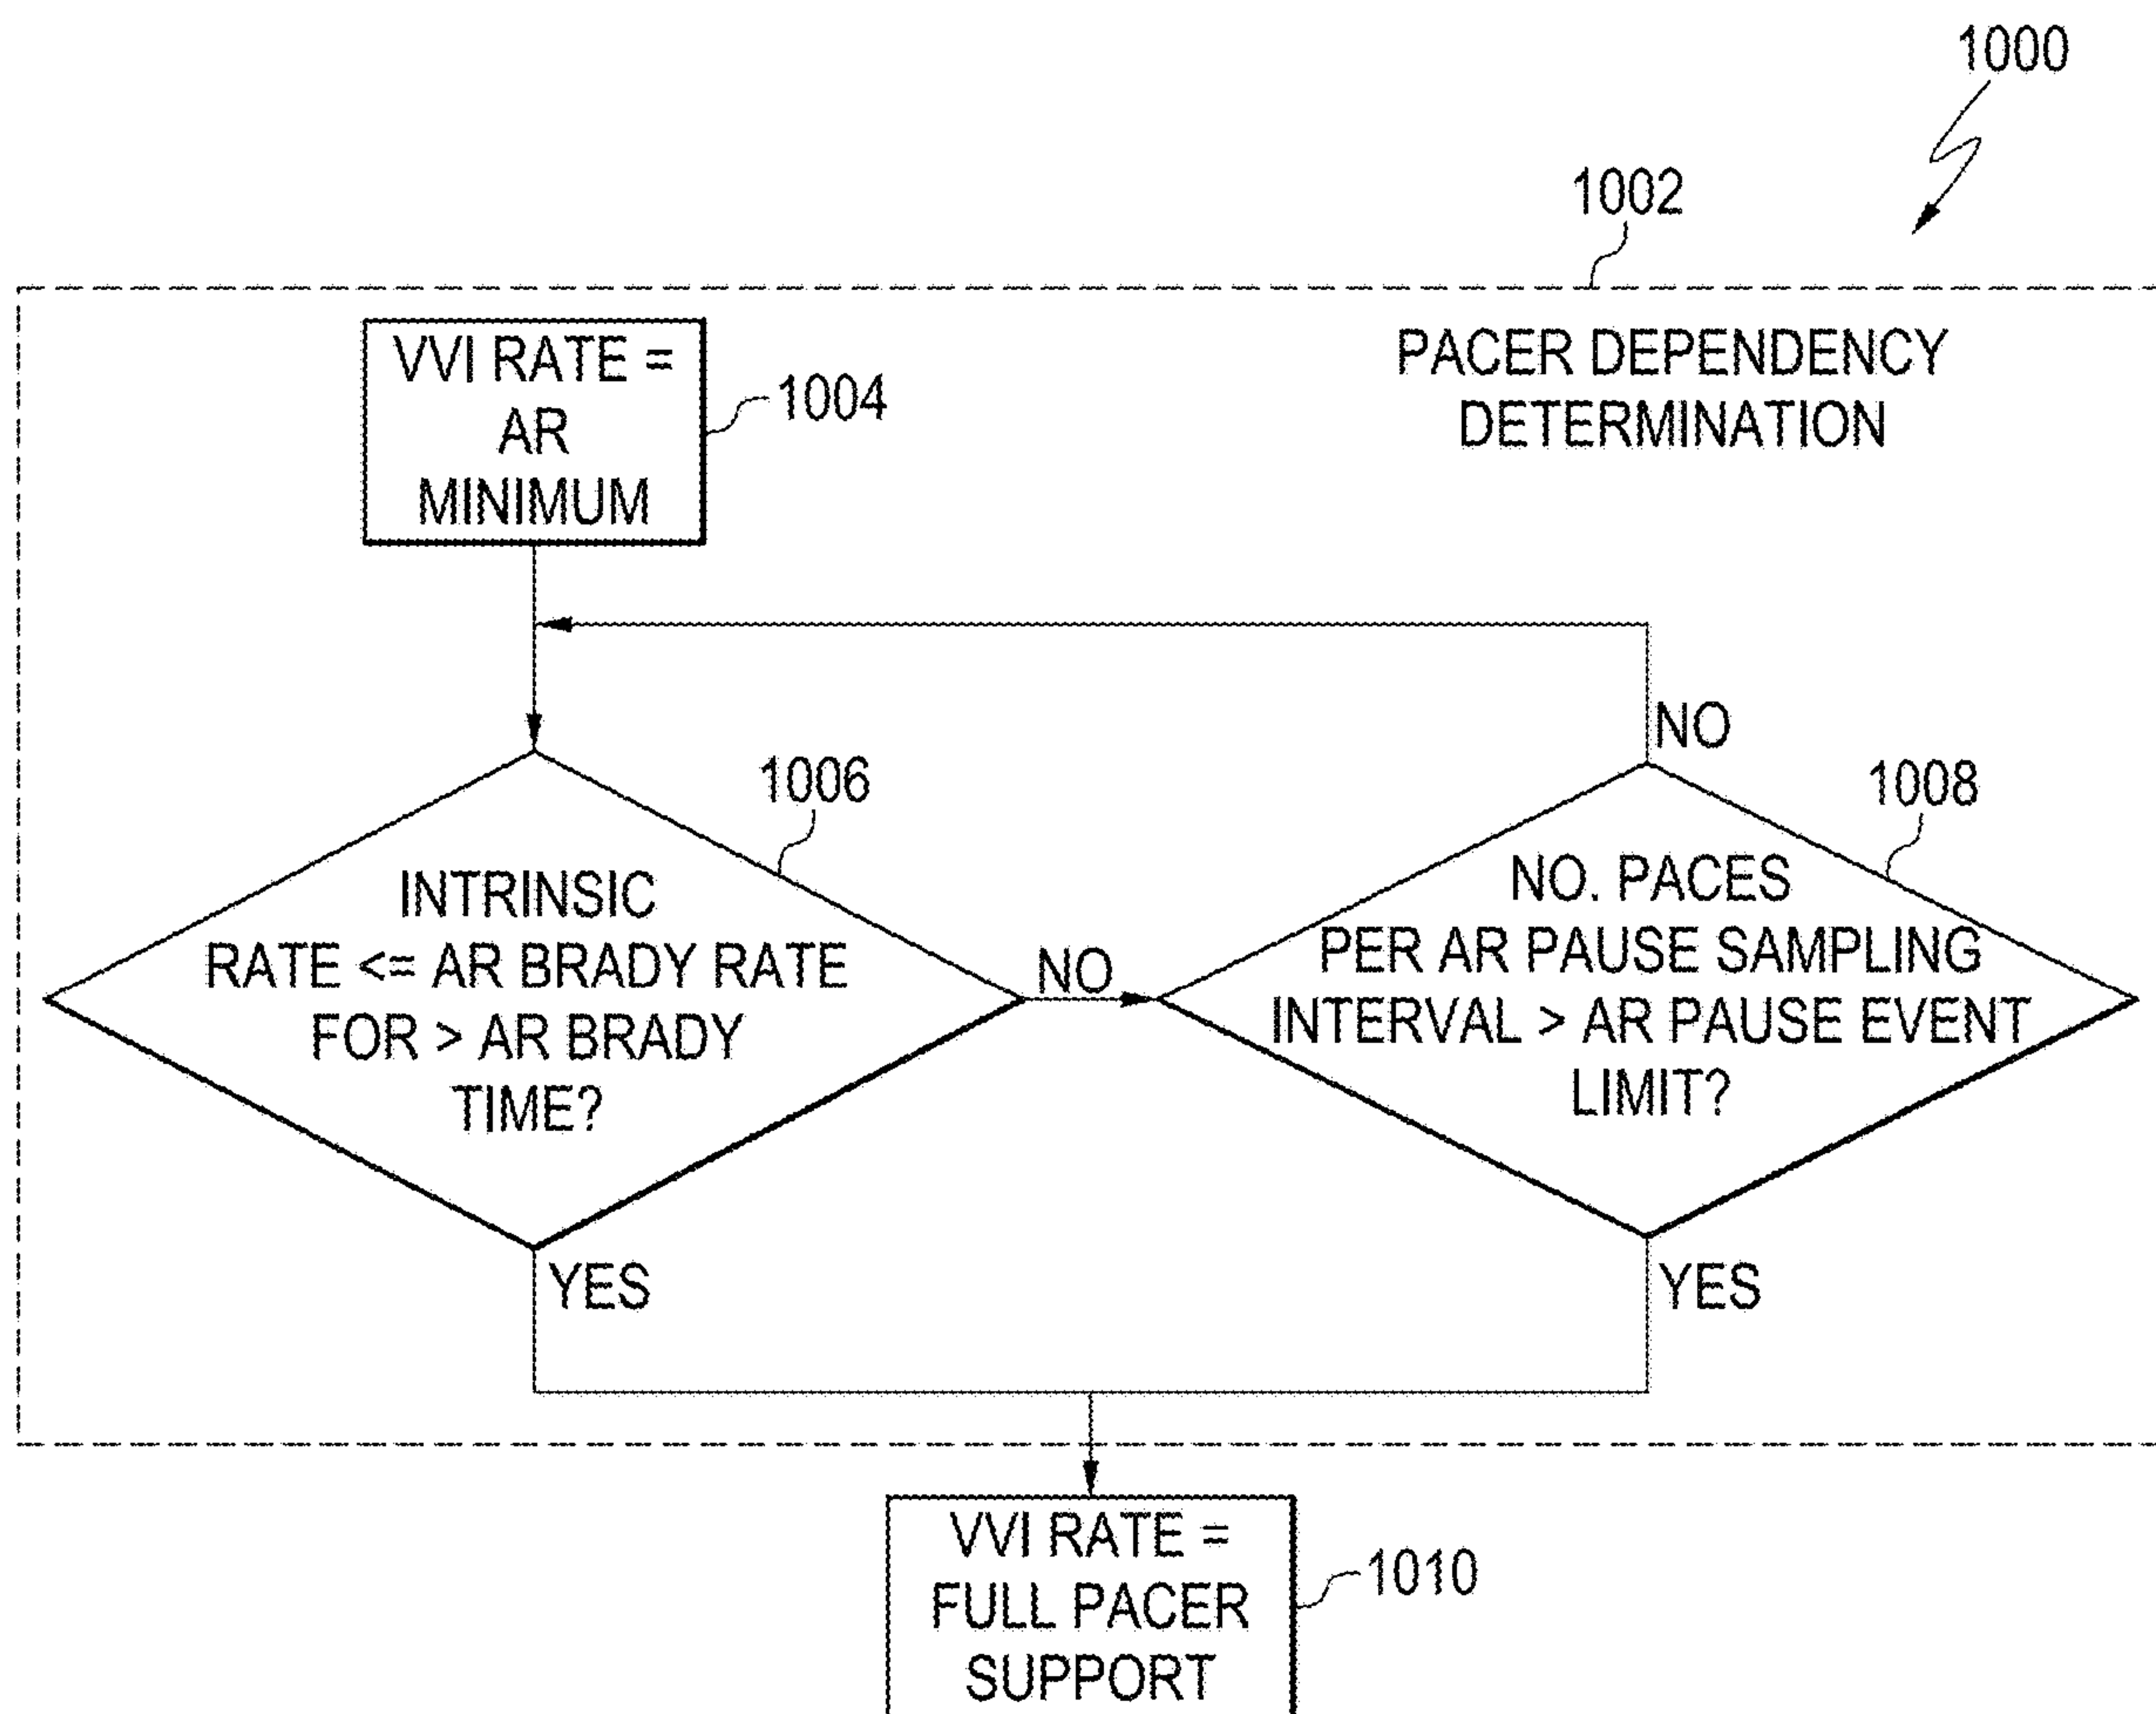 1000
1002
PACER DEPENDENCY
DETERMINATION
VVI RATE =
AR
MINIMUM
1004
NO
1006
1008
INTRINSIC
RATE <= AR BRADY RATE
FOR > AR BRADY
TIME?
NO
NO. PACES
PER AR PAUSE SAMPLING
INTERVAL > AR PAUSE EVENT
LIMIT?
YES
YES
VVI RATE =
FULL PACER
SUPPORT
1010